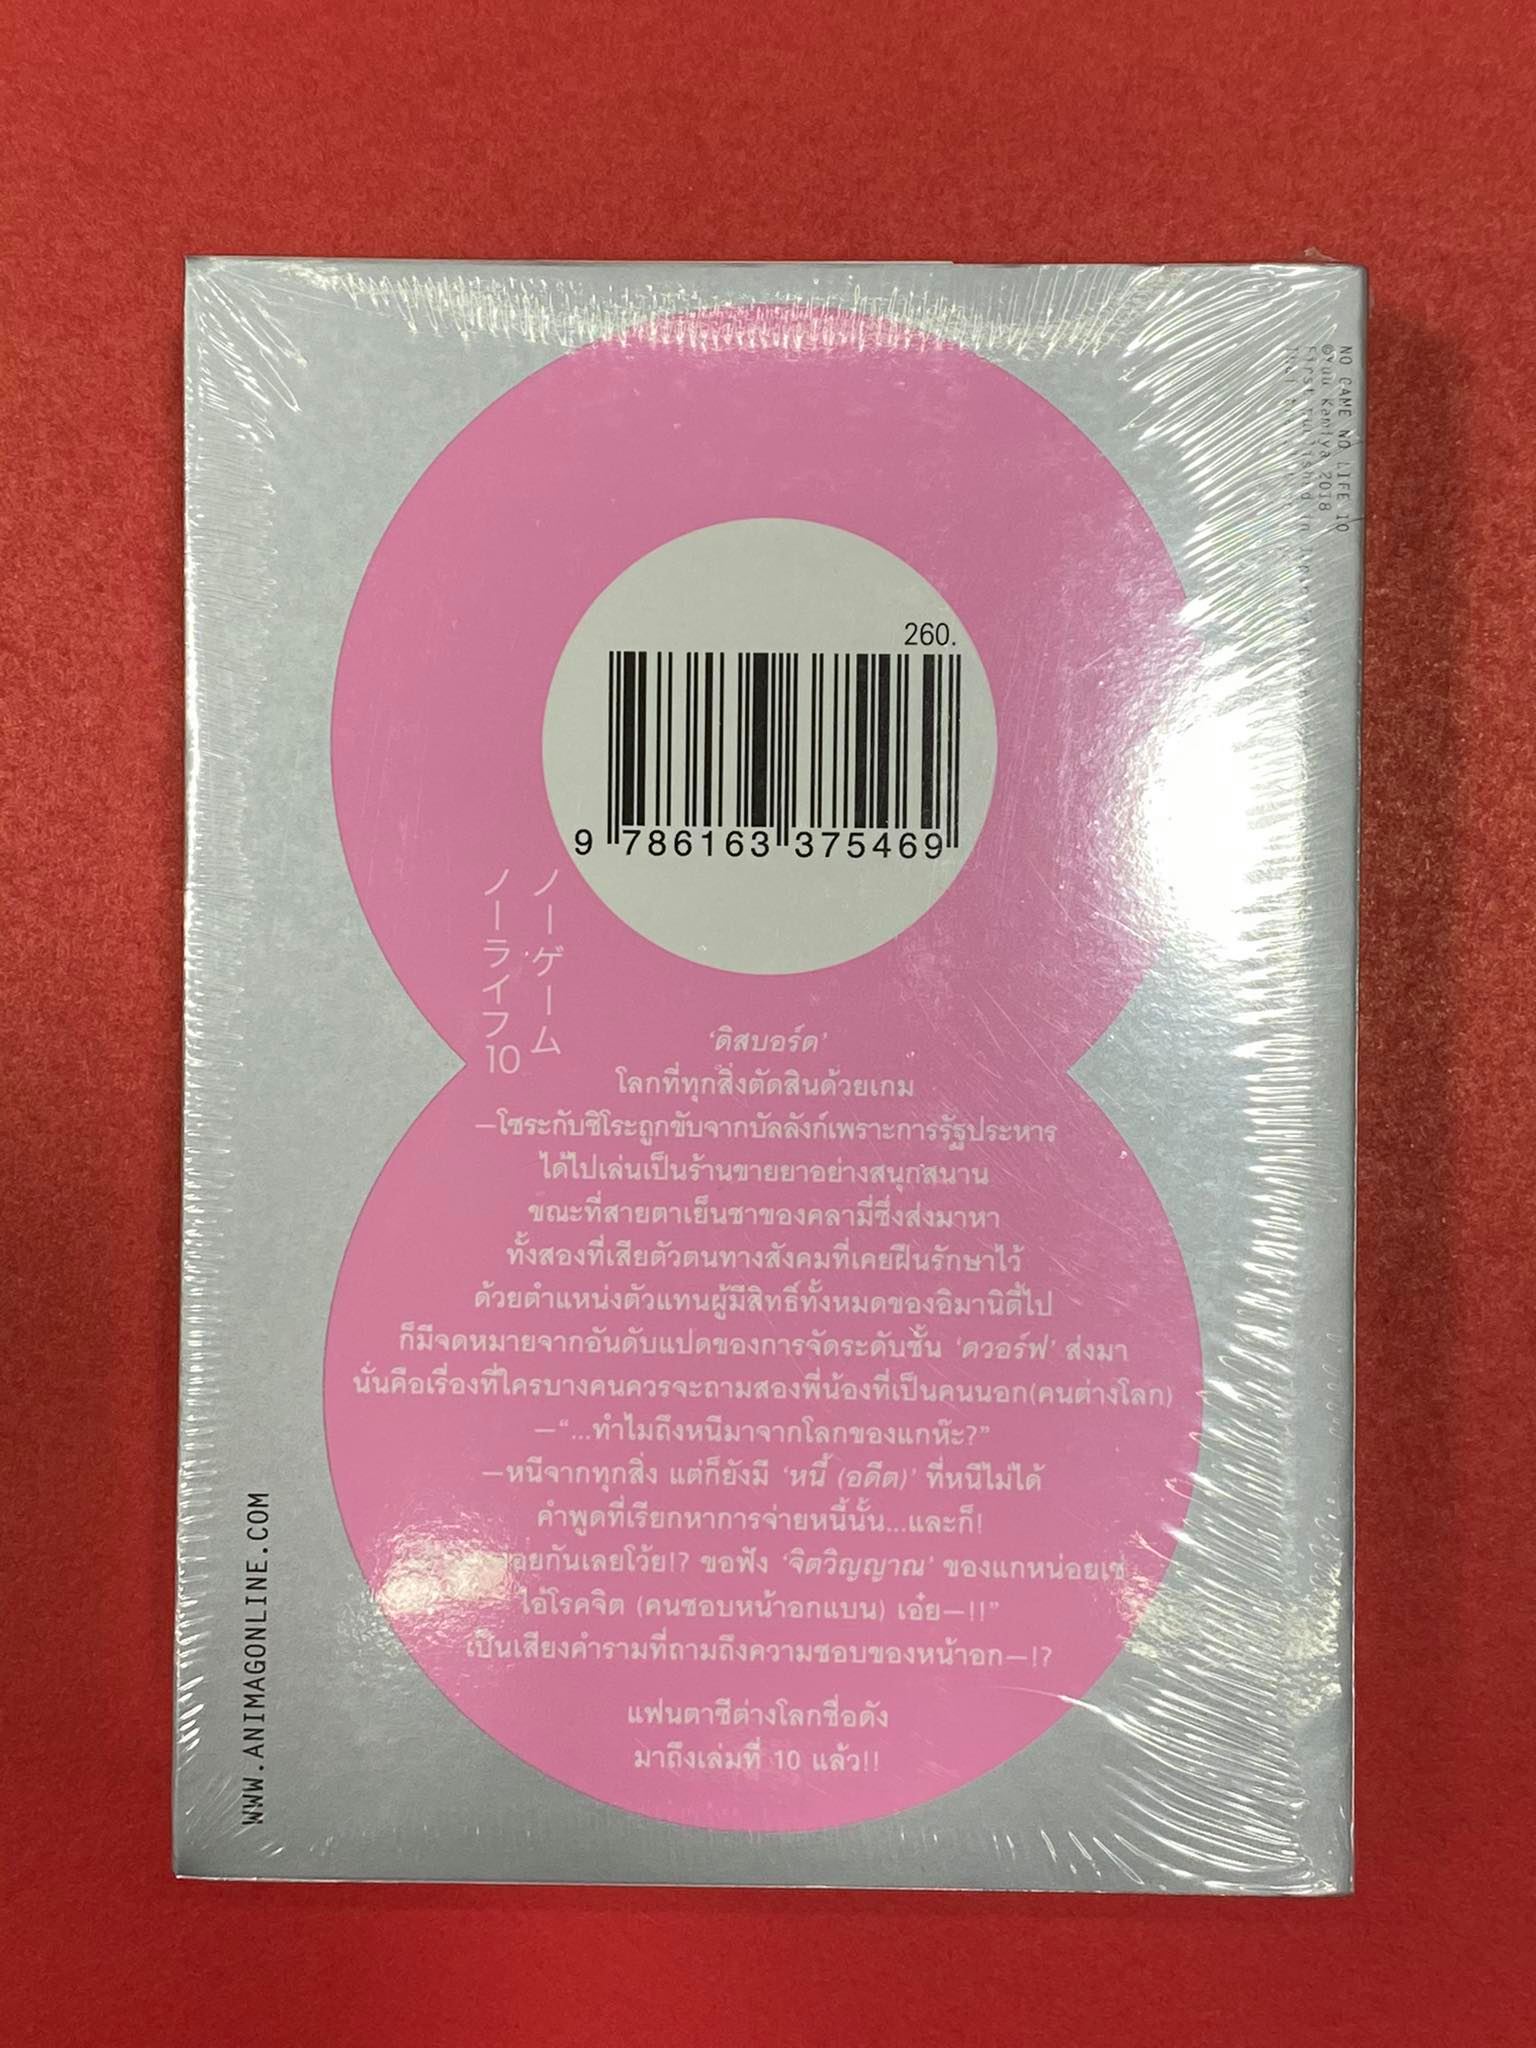 NO GAME NO LIFE 10
©Yuu Kamiya 2018
First published in
260.
9 786163 375469
ノーゲーム
ノーライフ10
‘ดิสบอร์ด’
โลกที่ทุกสิ่งตัดสินด้วยเกม
—โซระกับชิโระถูกขับจากบัลลังก์เพราะการรัฐประหาร
ได้ไปเล่นเป็นร้านขายยาอย่างสนุกสนาน
ขณะที่สายตาเย็นชาของคลามี่ซึ่งส่งมาหา
ทั้งสองที่เสียตัวตนทางสังคมที่เคยฝืนรักษาไว้
ด้วยตำแหน่งตัวแทนผู้มีสิทธิ์ทั้งหมดของอิมานิตี้ไป
ก็มีจดหมายจากอันดับแปดของการจัดระดับชั้น ‘ดวอร์ฟ’ ส่งมา
นั่นคือเรื่องที่ใครบางคนควรจะถามสองพี่น้องที่เป็นคนนอก(คนต่างโลก)
—“...ทำไมถึงหนีมาจากโลกของแกห๊ะ?”
—หนีจากทุกสิ่ง แต่ก็ยังมี ‘หนี้ (อดีต)’ ที่หนีไม่ได้
คำพูดที่เรียกหาการจ่ายหนี้นั้น...และก็!
กันเลยโว้ย!? ขอฟัง ‘จิตวิญญาณ’ ของแกหน่อยเซ่
ไอ้โรคจิต (คนชอบหน้าอกแบน) เอ๋ย—!!”
เป็นเสียงคำรามที่ถามถึงความชอบของหน้าอก—!?
แฟนตาซีต่างโลกชื่อดัง
มาถึงเล่มที่ 10 แล้ว!!
WWW.ANIMAGONLINE.COM